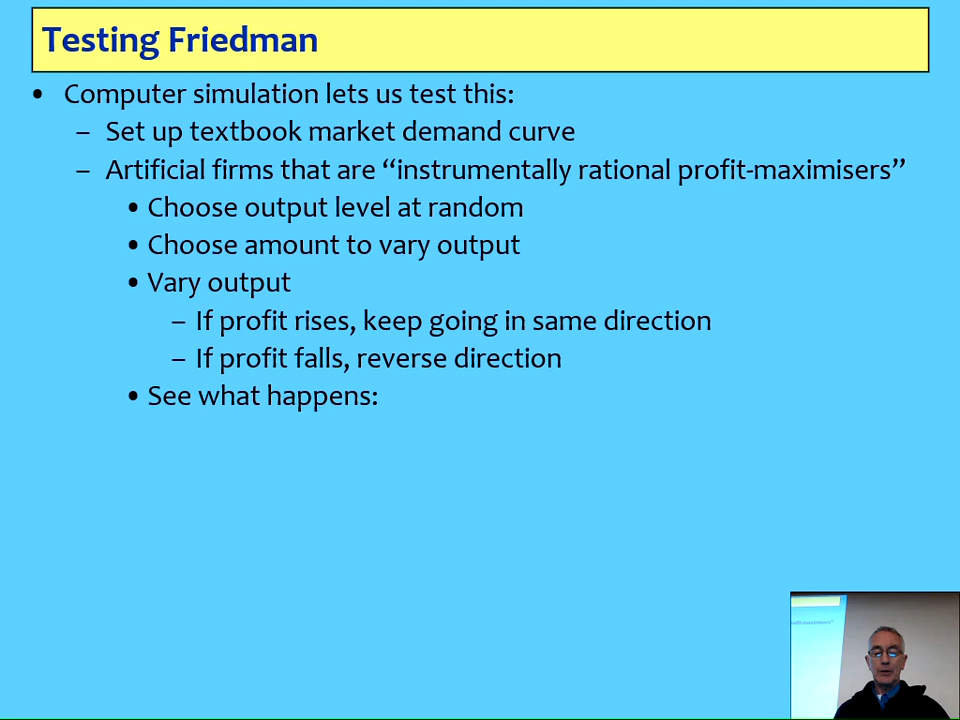 Testing Friedman
• Computer simulation lets us test this:
– Set up textbook market demand curve
– Artificial firms that are “instrumentally rational profit-maximisers”
• Choose output level at random
• Choose amount to vary output
• Vary output
– If profit rises, keep going in same direction
– If profit falls, reverse direction
• See what happens: